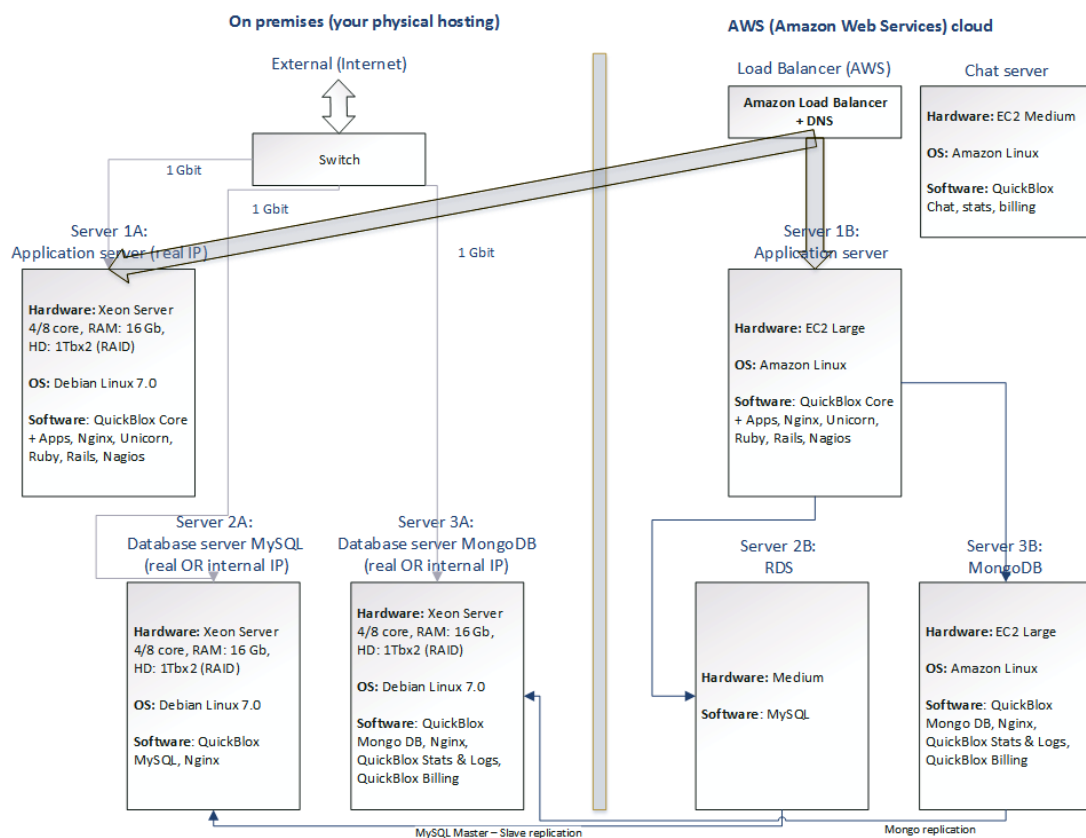 On premises (your physical hosting)
AWS (Amazon Web Services) cloud
External (Internet)
Load Balancer (AWS)
Chat server
Amazon Load Balancer
+ DNS
Hardware: EC2 Medium
OS: Amazon Linux
Software: QuickBlox
Chat, stats, billing
Switch
1 Gbit
1 Gbit
1 Gbit
Server 1A:
Application server (real IP)
Hardware: Xeon Server
4/8 core, RAM: 16 Gb,
HD: 1Tbx2 (RAID)
OS: Debian Linux 7.0
Software: QuickBlox Core
+ Apps, Nginx, Unicorn,
Ruby, Rails, Nagios
Server 1B:
Application server
Hardware: EC2 Large
OS: Amazon Linux
Software: QuickBlox Core
+ Apps, Nginx, Unicorn,
Ruby, Rails, Nagios
Server 2A:
Database server MySQL
(real OR internal IP)
Hardware: Xeon Server
4/8 core, RAM: 16 Gb,
HD: 1Tbx2 (RAID)
OS: Debian Linux 7.0
Software: QuickBlox
MySQL, Nginx
Server 3A:
Database server MongoDB
(real OR internal IP)
Hardware: Xeon Server
4/8 core, RAM: 16 Gb,
HD: 1Tbx2 (RAID)
OS: Debian Linux 7.0
Software: QuickBlox
Mongo DB, Nginx,
QuickBlox Stats & Logs,
QuickBlox Billing
Server 2B:
RDS
Hardware: Medium
Software: MySQL
Server 3B:
MongoDB
Hardware: EC2 Large
OS: Amazon Linux
Software: QuickBlox
Mongo DB, Nginx,
QuickBlox Stats & Logs,
QuickBlox Billing
MySQL Master – Slave replication
Mongo replication